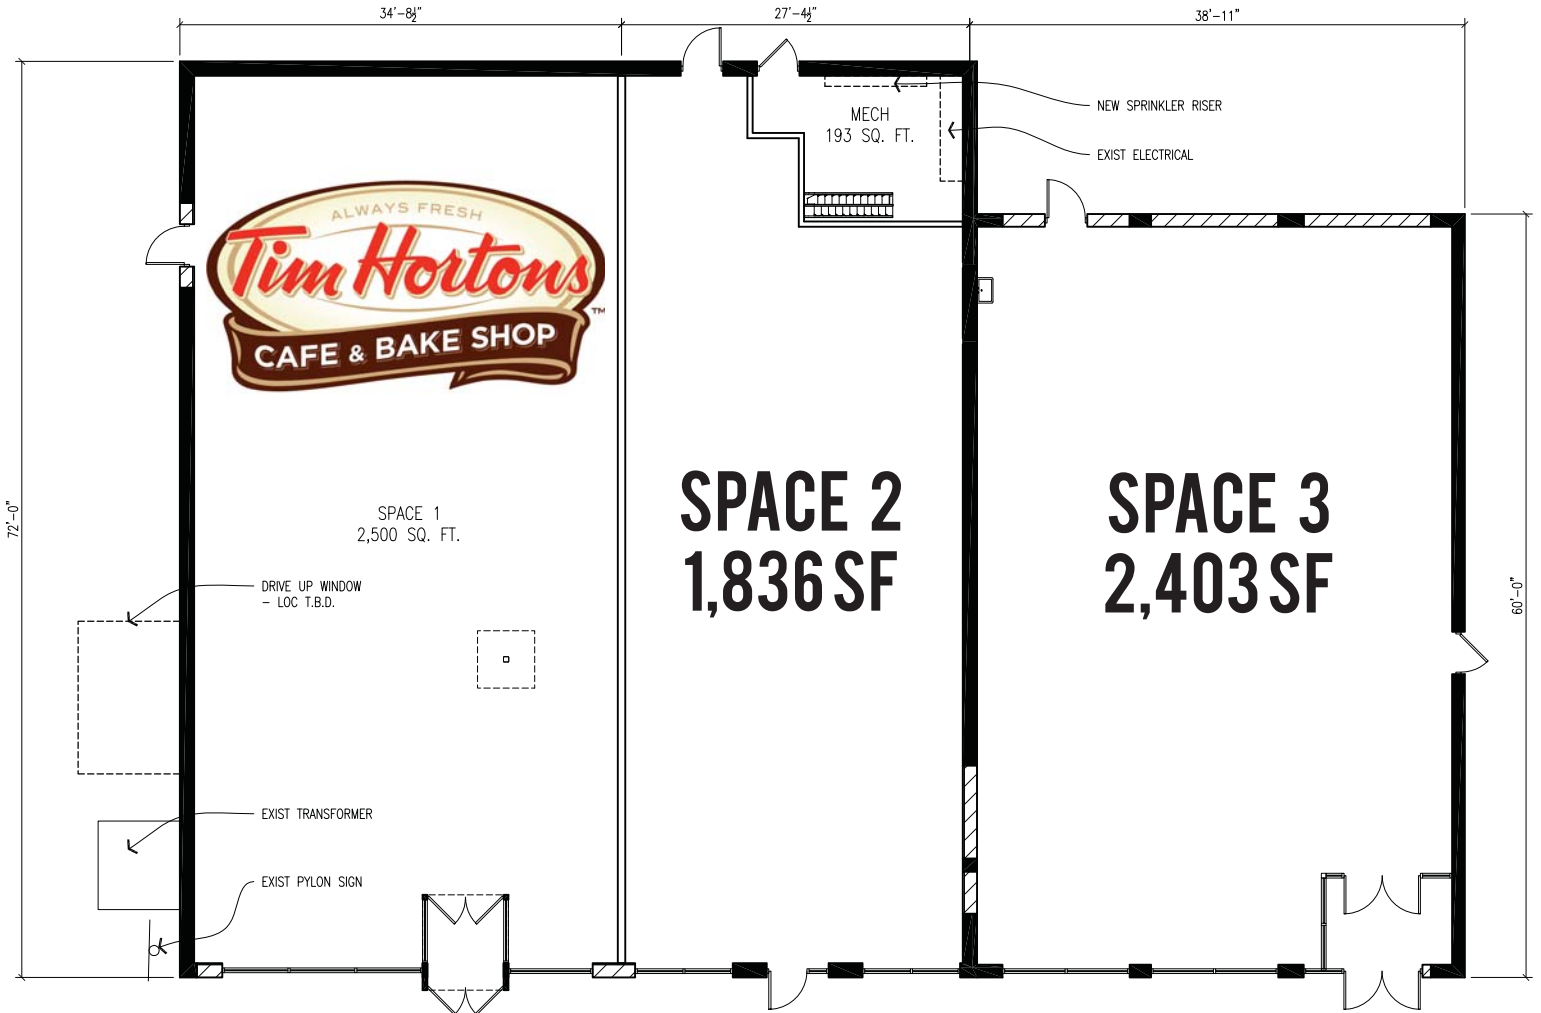 34'-8½"
27'-4½"
38'-11"
NEW SPRINKLER RISER
MECH
193 SQ. FT.
EXIST ELECTRICAL
ALWAYS FRESH
Tim Hortons
TM
CAFE & BAKE SHOP
72'-0"
SPACE 1
2,500 SQ. FT.
SPACE 2
1,836 SF
SPACE 3
2,403 SF
60'-0"
DRIVE UP WINDOW
- LOC T.B.D.
EXIST TRANSFORMER
EXIST PYLON SIGN